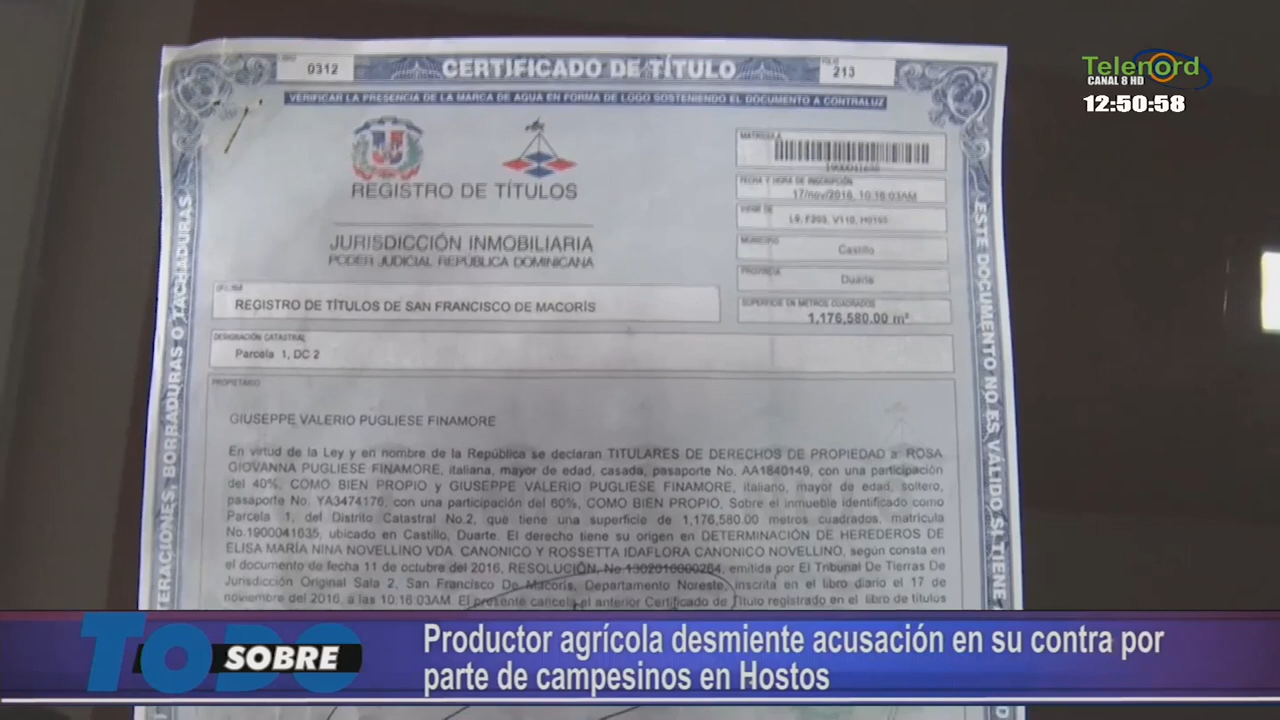 Telenord
CANAL 8 HD
12:50:58
0312
CERTIFICADO DE TÍTULO
FOLIO
213
VERIFICAR LA PRESENCIA DE LA MARCA DE AGUA EN FORMA DE LOGO SOSTENIENDO EL DOCUMENTO A CONTRALUZ
REGISTRO DE TÍTULOS
JURISDICCIÓN INMOBILIARIA
PODER JUDICIAL REPÚBLICA DOMINICANA
MATRICULA
FECHA Y HORA DE INSCRIPCIÓN
17/nov/2016, 10:16:03AM
L9, F203, V110, H0195
MUNICIPIO
Castillo
PROVINCIA
Duarte
SUPERFICIE EN METROS CUADRADOS
1,176,580.00 m²
OFICINA
REGISTRO DE TÍTULOS DE SAN FRANCISCO DE MACORÍS
DESIGNACIÓN CATASTRAL
Parcela 1, DC 2
PROPIETARIO
GIUSEPPE VALERIO PUGLIESE FINAMORE
En virtud de la Ley y en nombre de la República se declaran TITULARES DE DERECHOS DE PROPIEDAD a: ROSA
GIOVANNA PUGLIESE FINAMORE, italiana, mayor de edad, casada, pasaporte No. AA1840149, con una participación
del 40%, COMO BIEN PROPIO y GIUSEPPE VALERIO PUGLIESE FINAMORE, italiano, mayor de edad, soltero,
pasaporte No. YA3474176, con una participación del 60%, COMO BIEN PROPIO, Sobre el inmueble identificado como
Parcela 1, del Distrito Catastral No.2, que tiene una superficie de 1,176,580.00 metros cuadrados, matricula
No.1900041635, ubicado en Castillo, Duarte. El derecho tiene su origen en DETERMINACIÓN DE HEREDEROS DE
ELISA MARÍA NINA NOVELLINO VDA. CANONICO Y ROSSETTA IDAFLORA CANONICO NOVELLINO, según consta en
el documento de fecha 11 de octubre del 2016, RESOLUCIÓN, No 1302016000264, emitida por El Tribunal De Tierras De
Jurisdicción Original Sala 2, San Francisco De Macorís, Departamento Noreste, inscrita en el libro diario el 17 de
noviembre del 2016, a las 10:16:03AM. El presente cancela el anterior Certificado de Título registrado en el libro de títulos
TERACIONES, BORRADURAS O TACHADURAS
ESTE DOCUMENTO NO ES VALIDO SI TIENE
TODO
SOBRE
Productor agrícola desmiente acusación en su contra por
parte de campesinos en Hostos